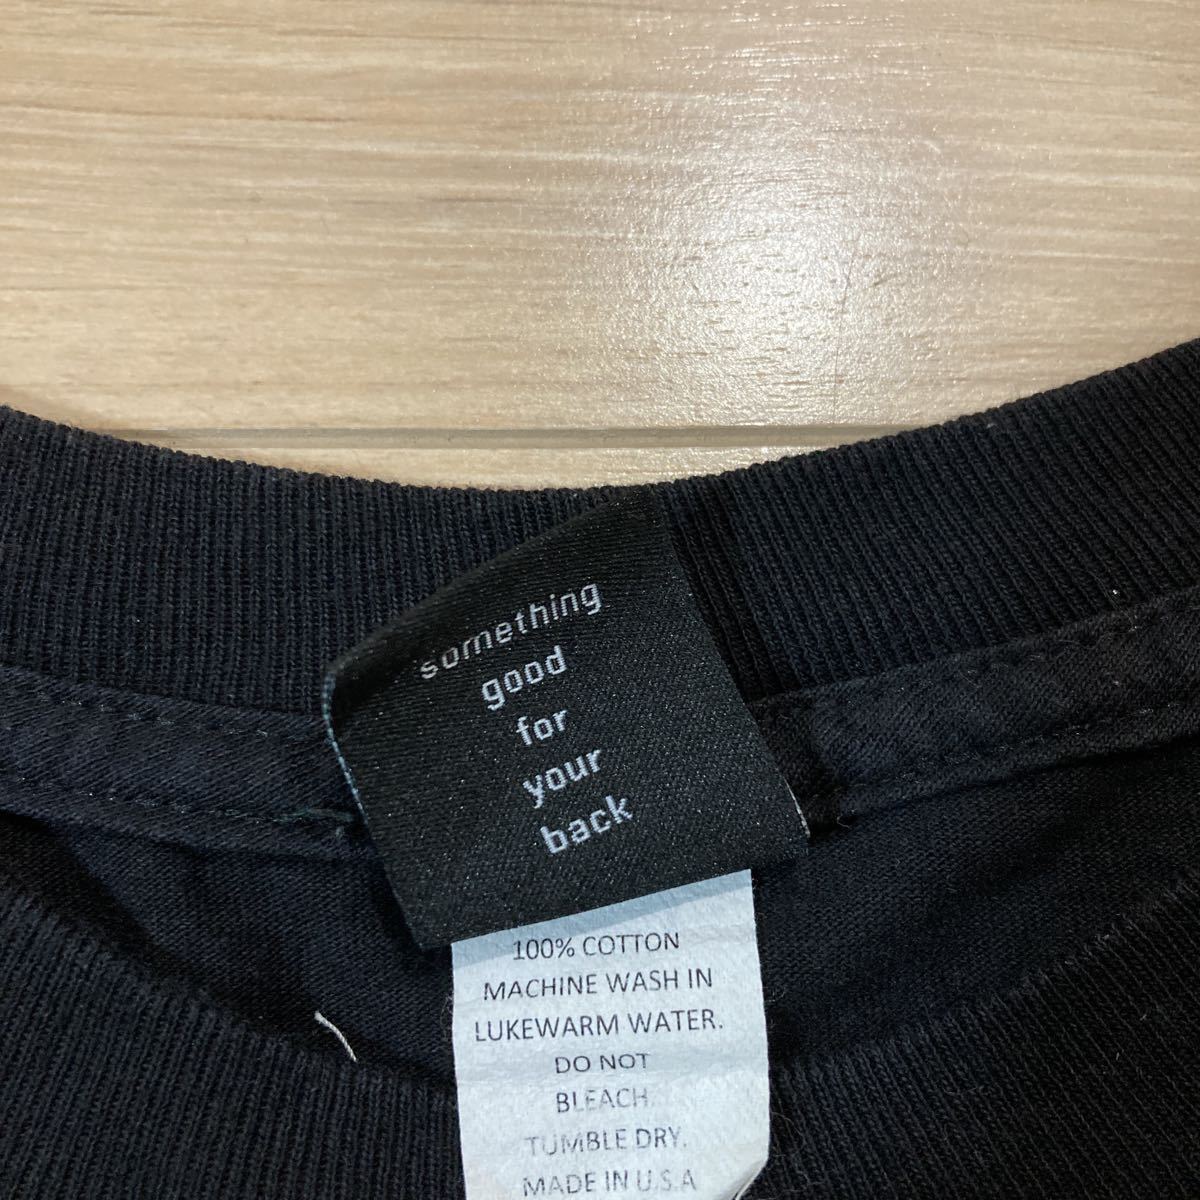 something
good
for
your
back
100% COTTON
MACHINE WASH IN
LUKEWARM WATER.
DO NOT
BLEACH.
TUMBLE DRY.
MADE IN U.S.A